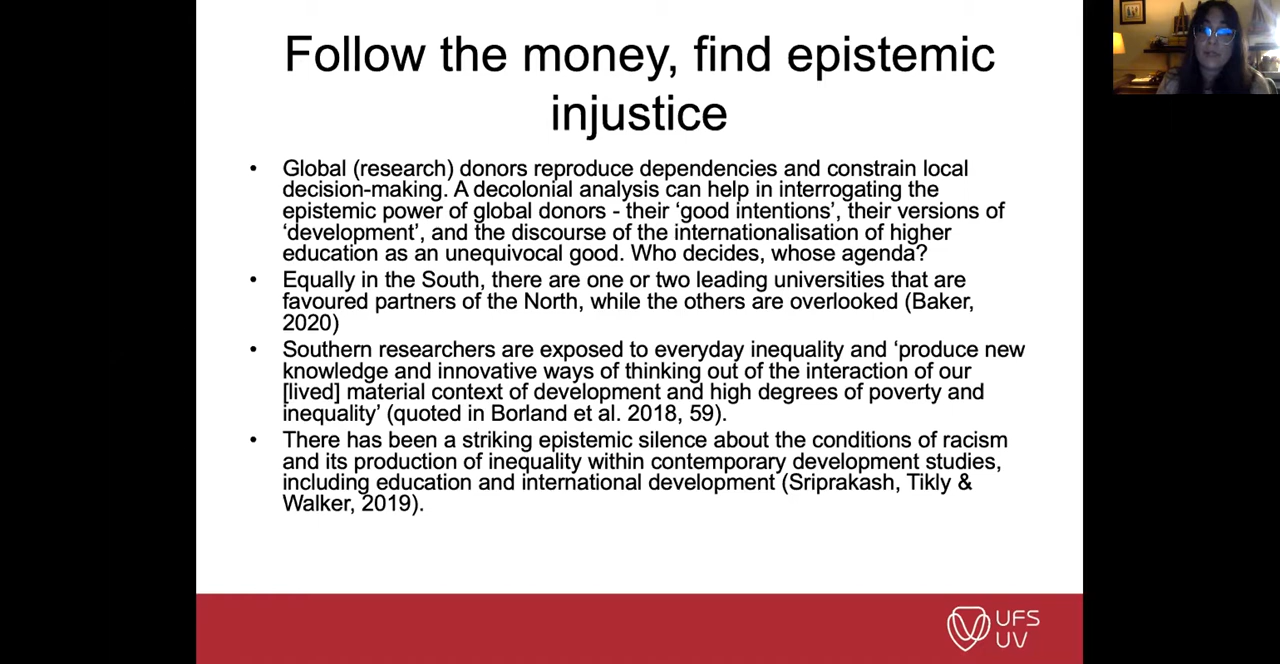 Follow the money, find epistemic
injustice
• Global (research) donors reproduce dependencies and constrain local
decision-making. A decolonial analysis can help in interrogating the
epistemic power of global donors - their ‘good intentions’, their versions of
‘development’, and the discourse of the internationalisation of higher
education as an unequivocal good. Who decides, whose agenda?
• Equally in the South, there are one or two leading universities that are
favoured partners of the North, while the others are overlooked (Baker,
2020)
• Southern researchers are exposed to everyday inequality and ‘produce new
knowledge and innovative ways of thinking out of the interaction of our
[lived] material context of development and high degrees of poverty and
inequality’ (quoted in Borland et al. 2018, 59).
• There has been a striking epistemic silence about the conditions of racism
and its production of inequality within contemporary development studies,
including education and international development (Sriprakash, Tikly &
Walker, 2019).
UFS
UV